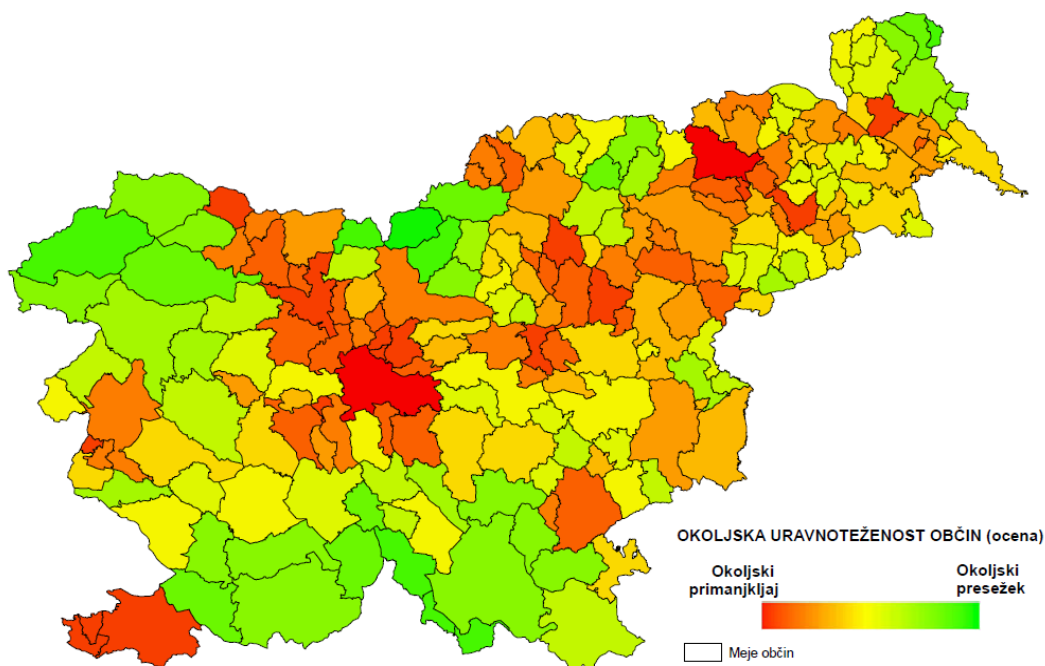 OKOLJSKA URAVNOTEŽENOST OBČIN (ocena)
Okoljski
primanjkljaj
Okoljski
presežek
Meje občin